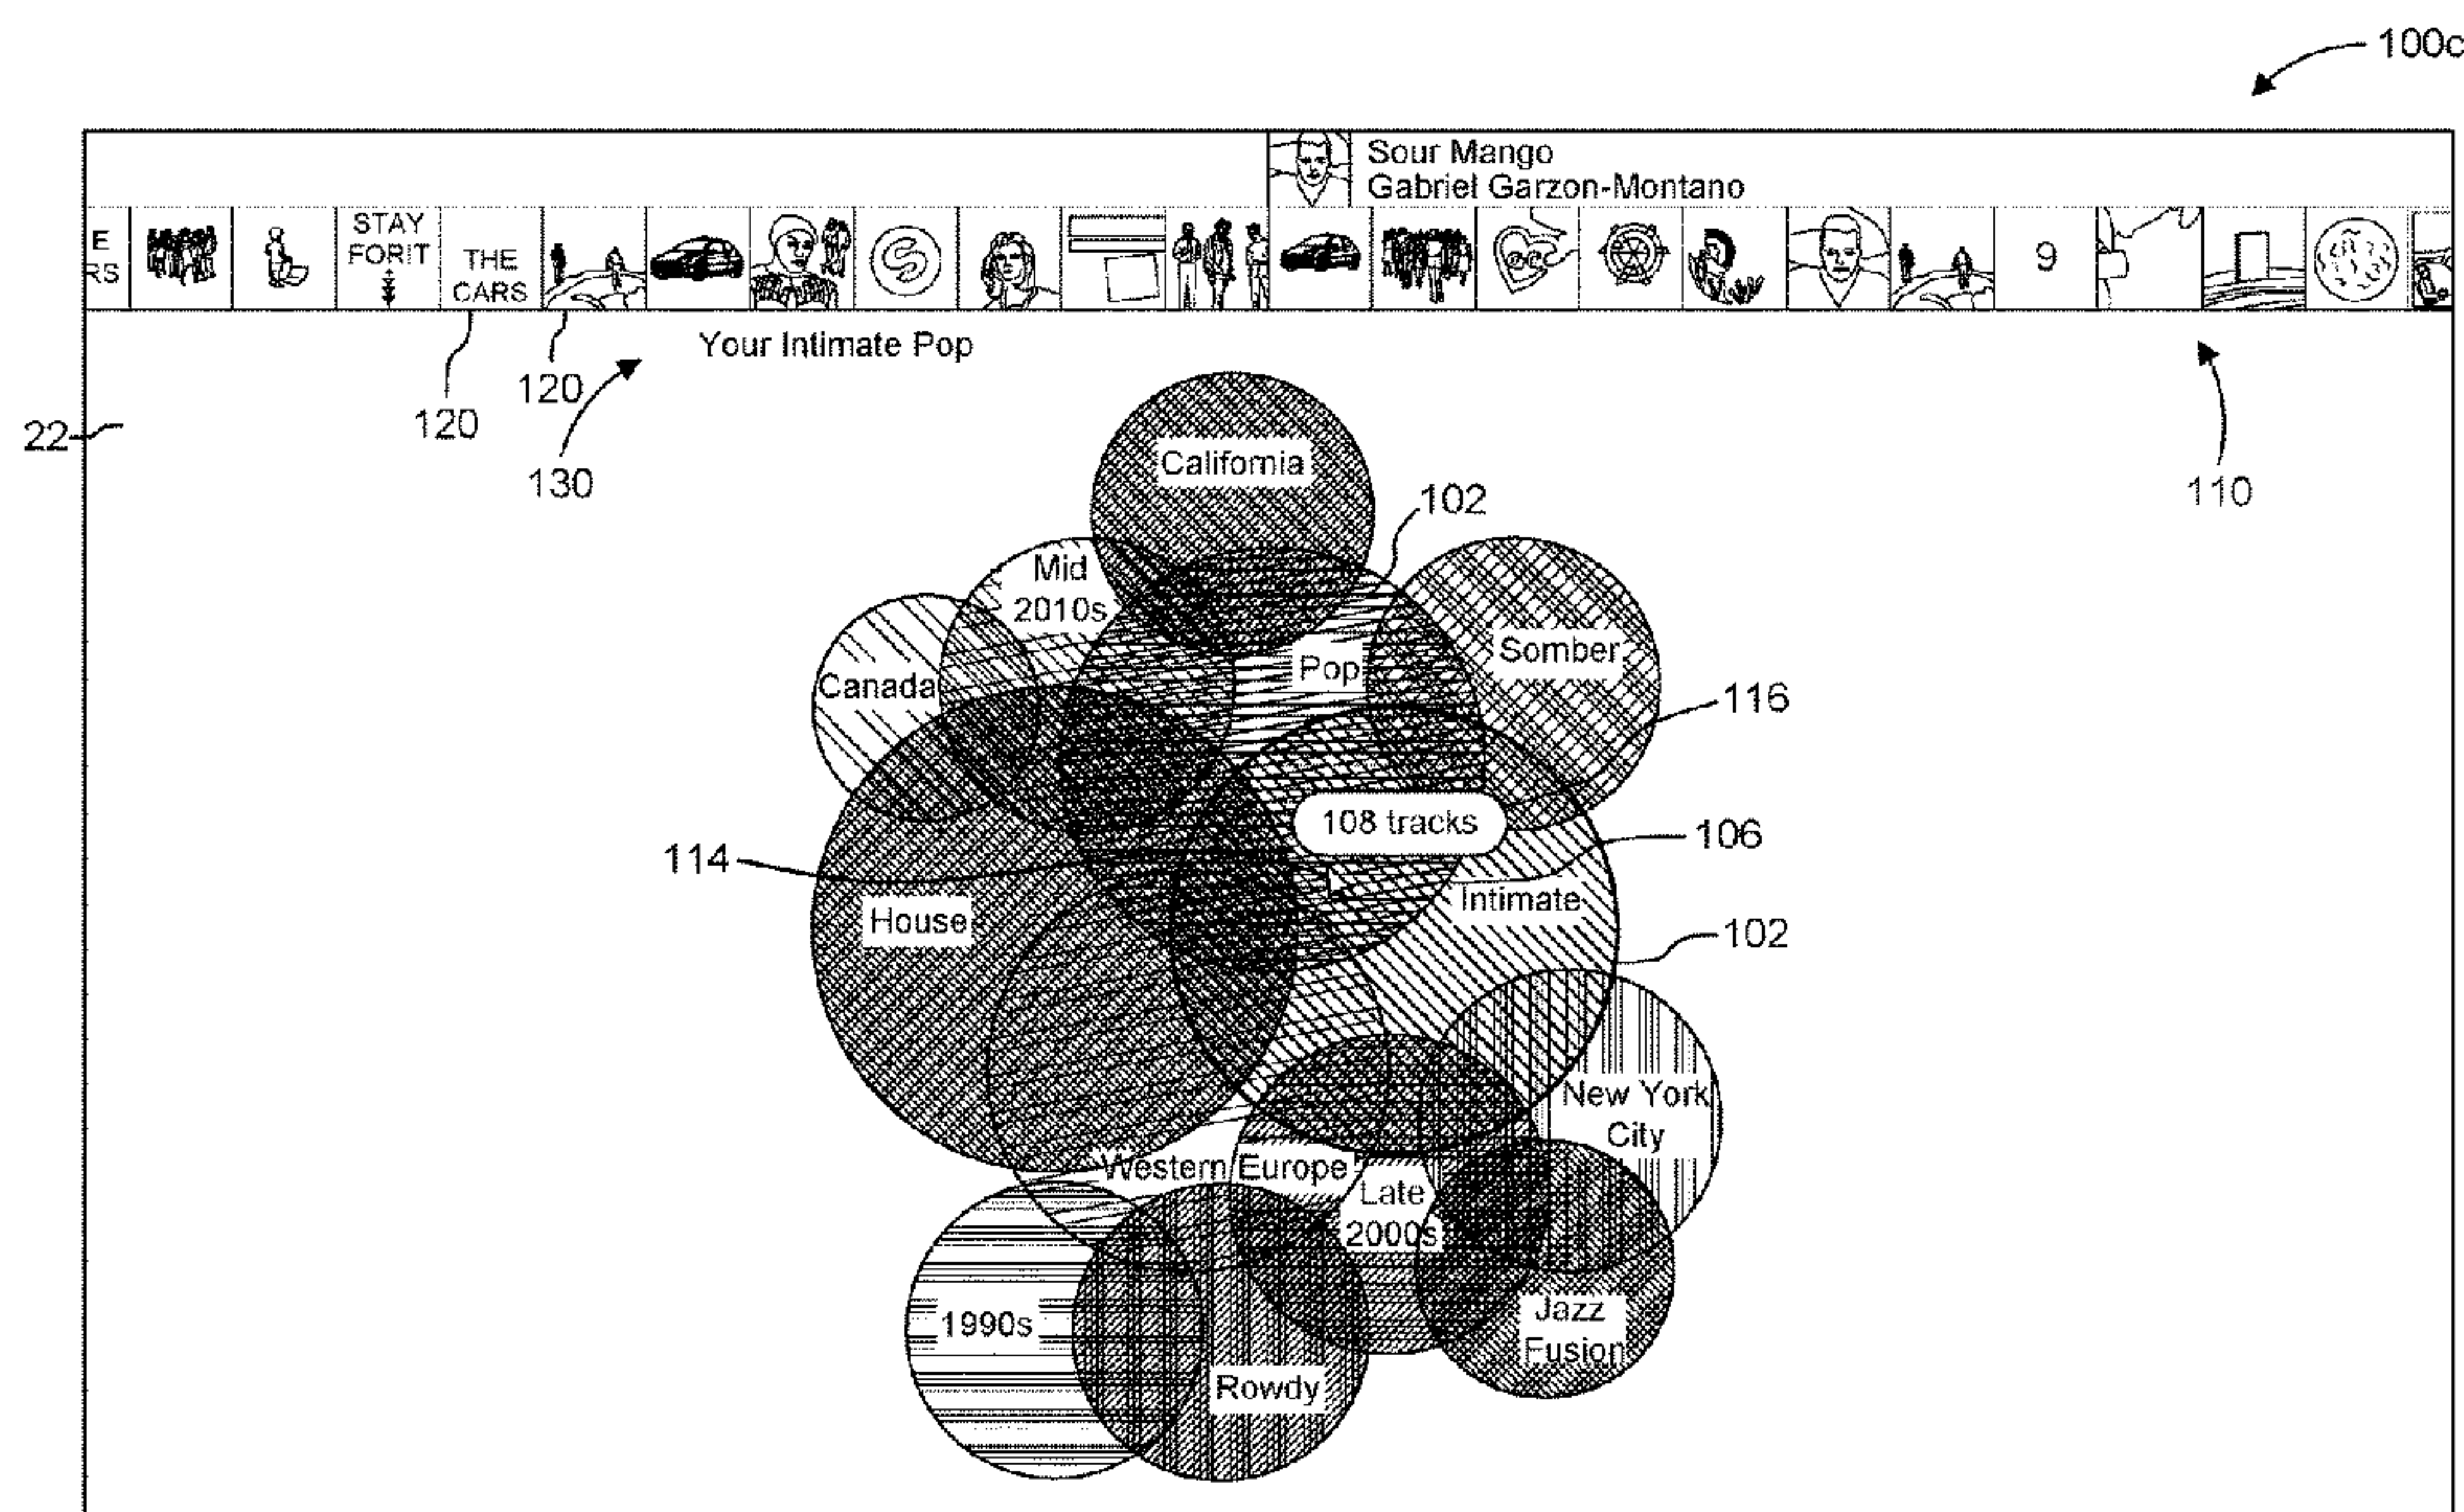 100c
Sour Mango
Gabriel Garzon-Montano
E
RS
STAY
FORIT
THE
CARS
9
Your Intimate Pop
120
120
22
130
110
California
102
Mid
2010s
Somber
Pop
Canada
116
108 tracks
114
106
House
Intimate
102
New York
City
Western Europe
Late
2000s
Jazz
Fusion
1990s
Rowdy